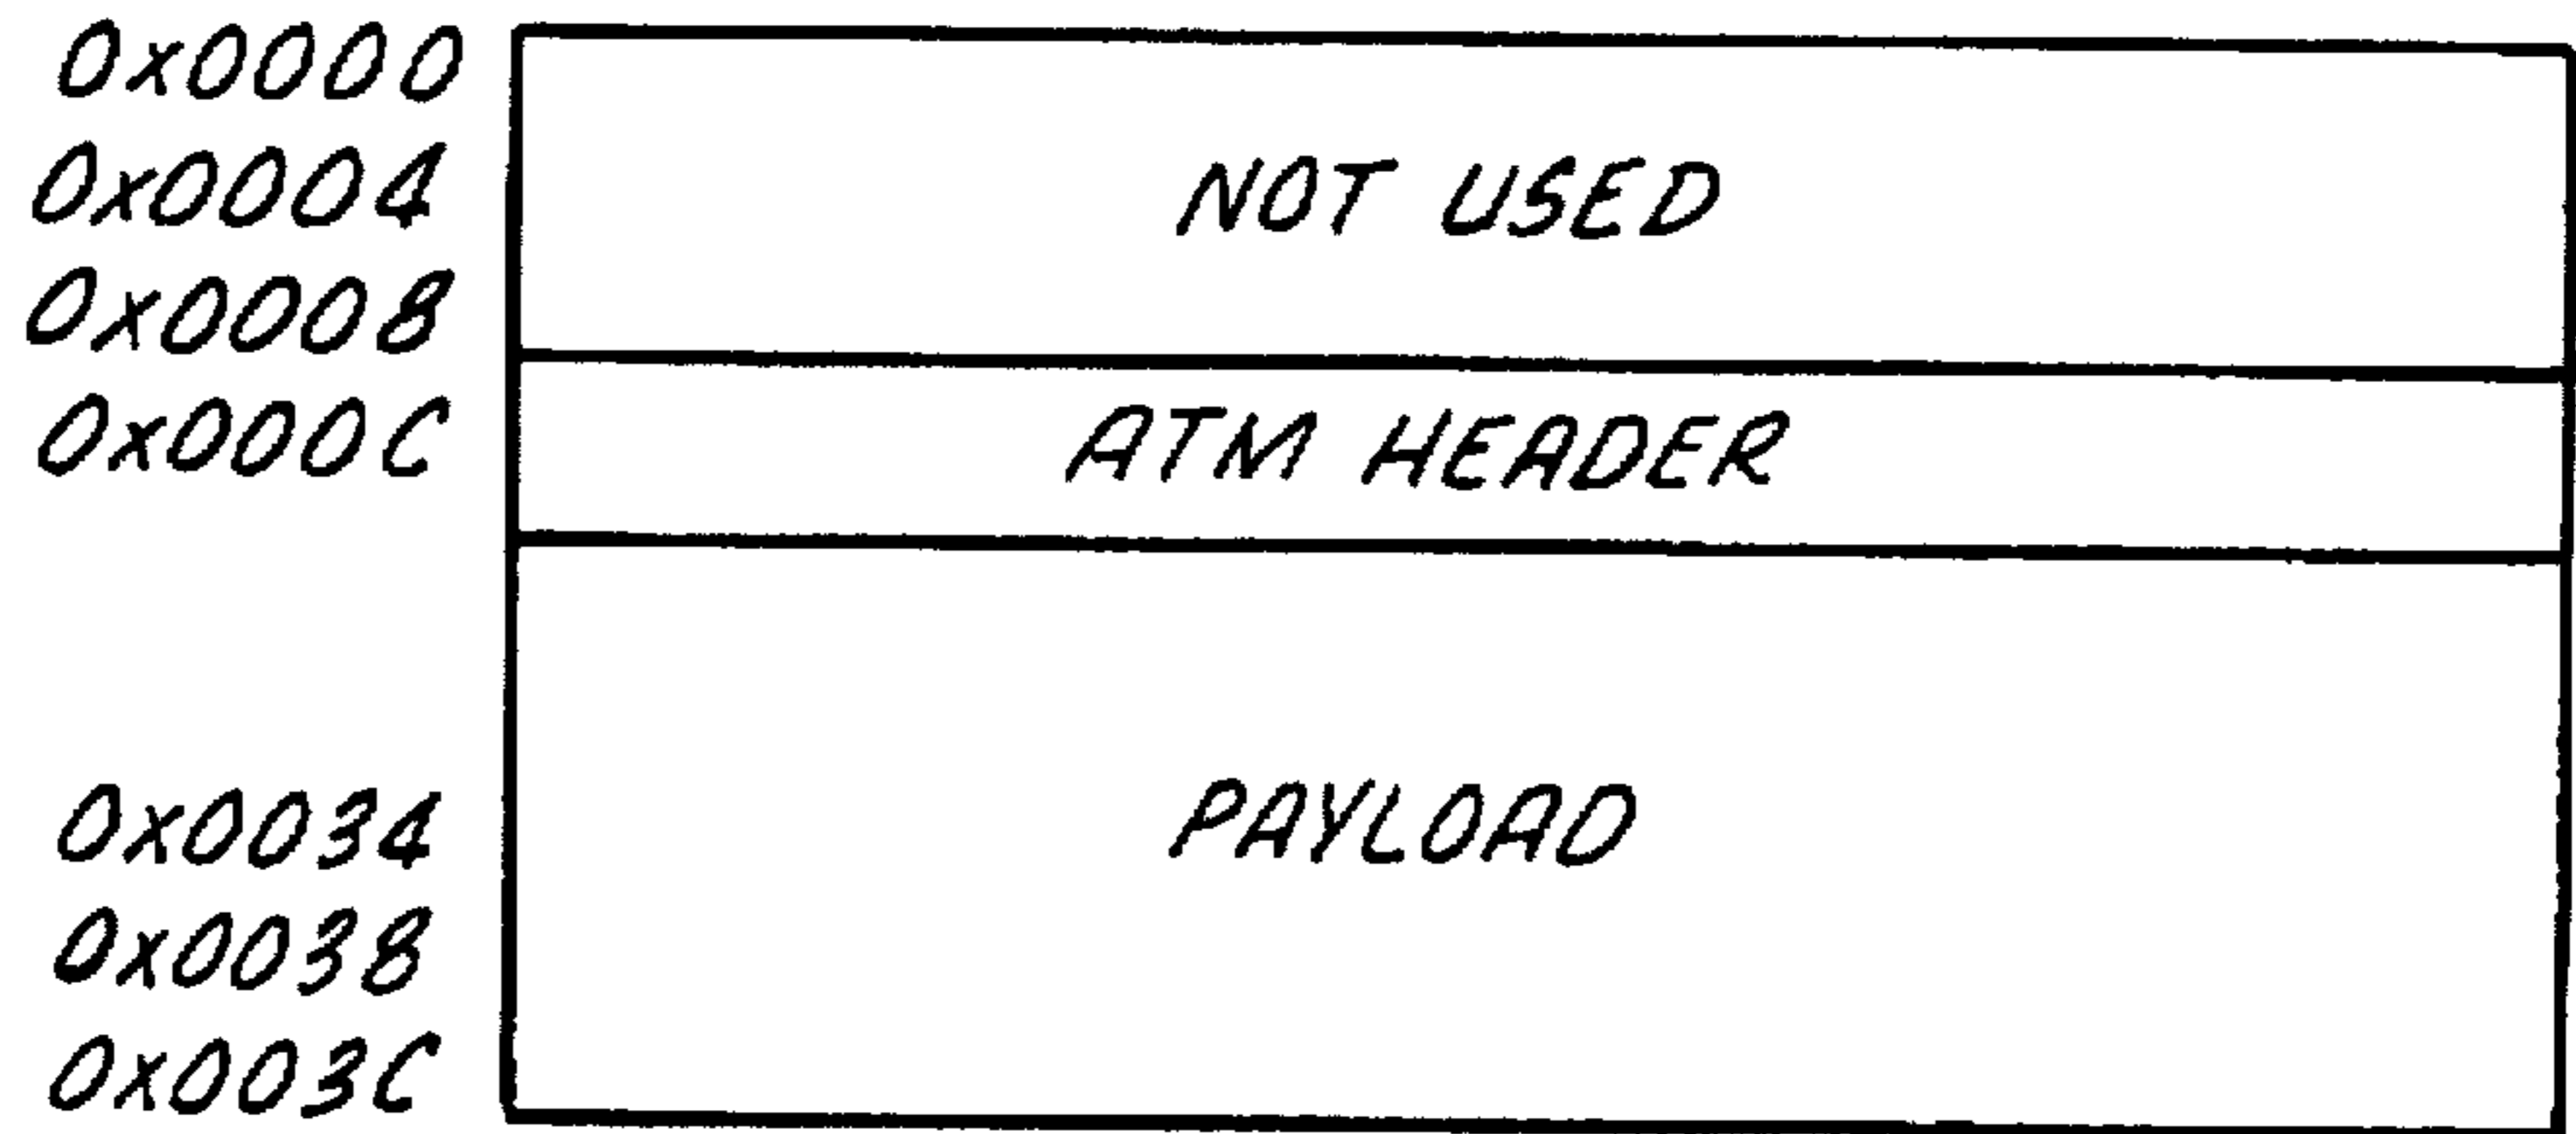 0x0000
0x0004 NOT USED
0x0008
0x000C ATM HEADER
0x0034 PAYLOAD
0x0038
0x003C